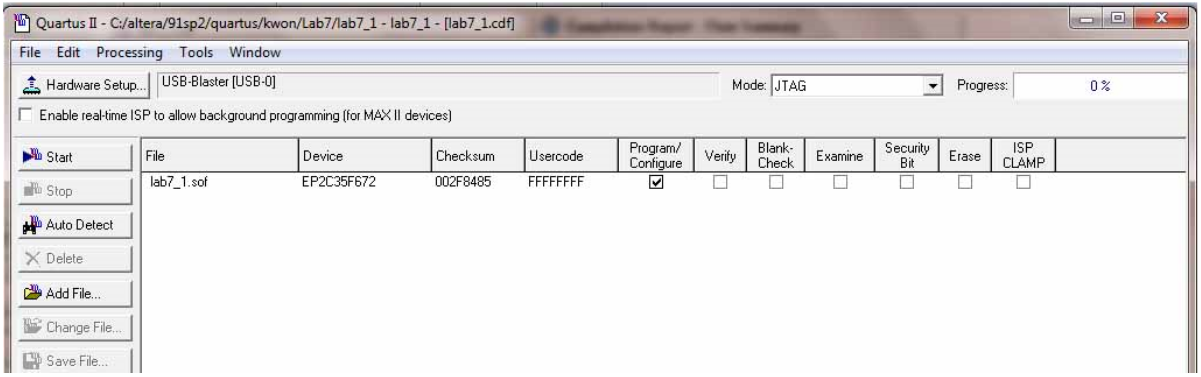 Quartus II - C:/altera/91sp2/quartus/kwon/Lab7/lab7_1 - lab7_1 - [lab7_1.cdf]
File Edit Processing Tools Window
Hardware Setup... USB-Blaster [USB-0] Mode: JTAG Progress: 0 %
Enable real-time ISP to allow background programming (for MAX II devices)
Start
Stop
Auto Detect
Delete
Add File...
Change File...
Save File...
File Device Checksum Usercode Program/ Configure Verify Blank- Check Examine Security Bit Erase ISP CLAMP
lab7_1.sof EP2C35F672 002F8485 FFFFFFFF